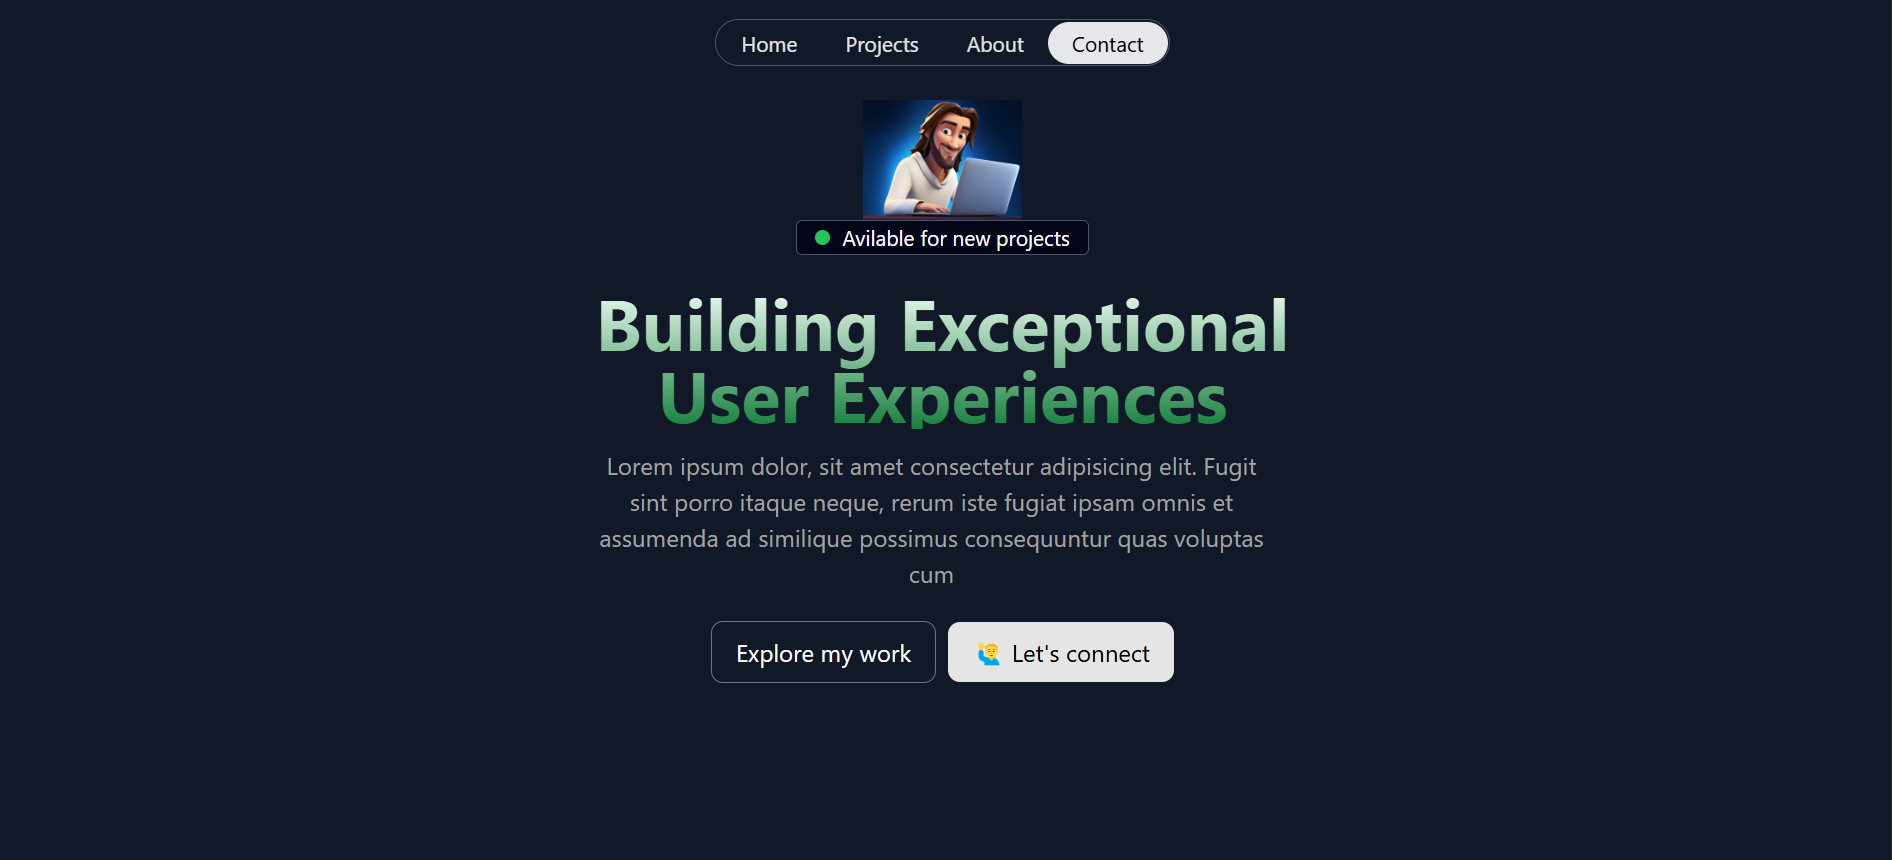 Home Projects About Contact
Avilable for new projects
Building Exceptional
User Experiences
Lorem ipsum dolor, sit amet consectetur adipisicing elit. Fugit
sint porro itaque neque, rerum iste fugiat ipsam omnis et
assumenda ad similique possimus consequuntur quas voluptas
cum
Explore my work 🙋‍♂️ Let's connect